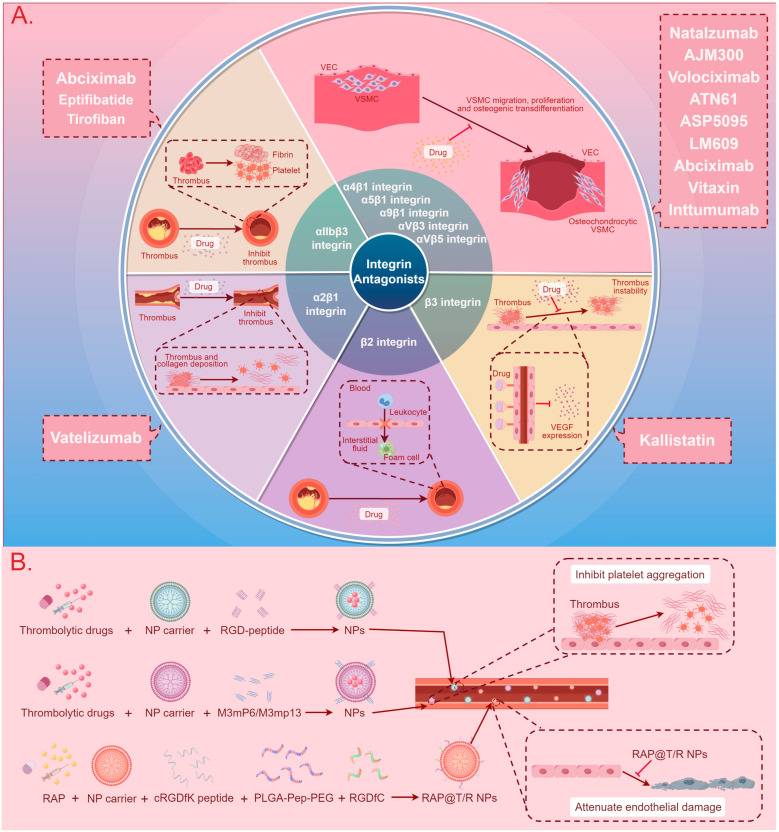 A.
Abciximab
Eptifibatide
Tirofiban
Natalzumab
AJM300
Volociximab
ATN61
ASP5095
LM609
Abciximab
Vitaxin
Inttumumab
VEC
VSMC
VSMC migration, proliferation
and osteogenic transdifferentiation
Drug
VEC
Osteochondrocytic
VSMC
Thrombus
Fibrin
Platelet
Thrombus
Drug
Inhibit
thrombus
α4β1 integrin
α5β1 integrin
α9β1 integrin
αVβ3 integrin
αVβ5 integrin
αIIbβ3
integrin
Integrin
Antagonists
α2β1
integrin
β3 integrin
β2 integrin
Drug
Thrombus
Inhibit
thrombus
Thrombus and
collagen deposition
Drug
Thrombus
Thrombus
instability
Drug
VEGF
expression
Blood
Leukocyte
Interstitial
fluid
Foam cell
Drug
Vatelizumab
Kallistatin
B.
Thrombolytic drugs + NP carrier + RGD-peptide NPs
Thrombolytic drugs + NP carrier + M3mP6/M3mp13 NPs
RAP + NP carrier + cRGDfK peptide + PLGA-Pep-PEG + RGDfC RAP@T/R NPs
Inhibit platelet aggregation
Thrombus
RAP@T/R NPs
Attenuate endothelial damage